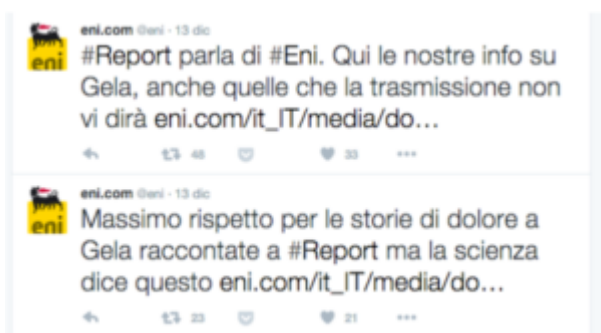 eni.com @eni · 13 dic
eni
#Report parla di #Eni. Qui le nostre info su
Gela, anche quelle che la trasmissione non
vi dirà eni.com/it_IT/media/do...
48 33
eni.com @eni · 13 dic
eni
Massimo rispetto per le storie di dolore a
Gela raccontate a #Report ma la scienza
dice questo eni.com/it_IT/media/do...
23 21